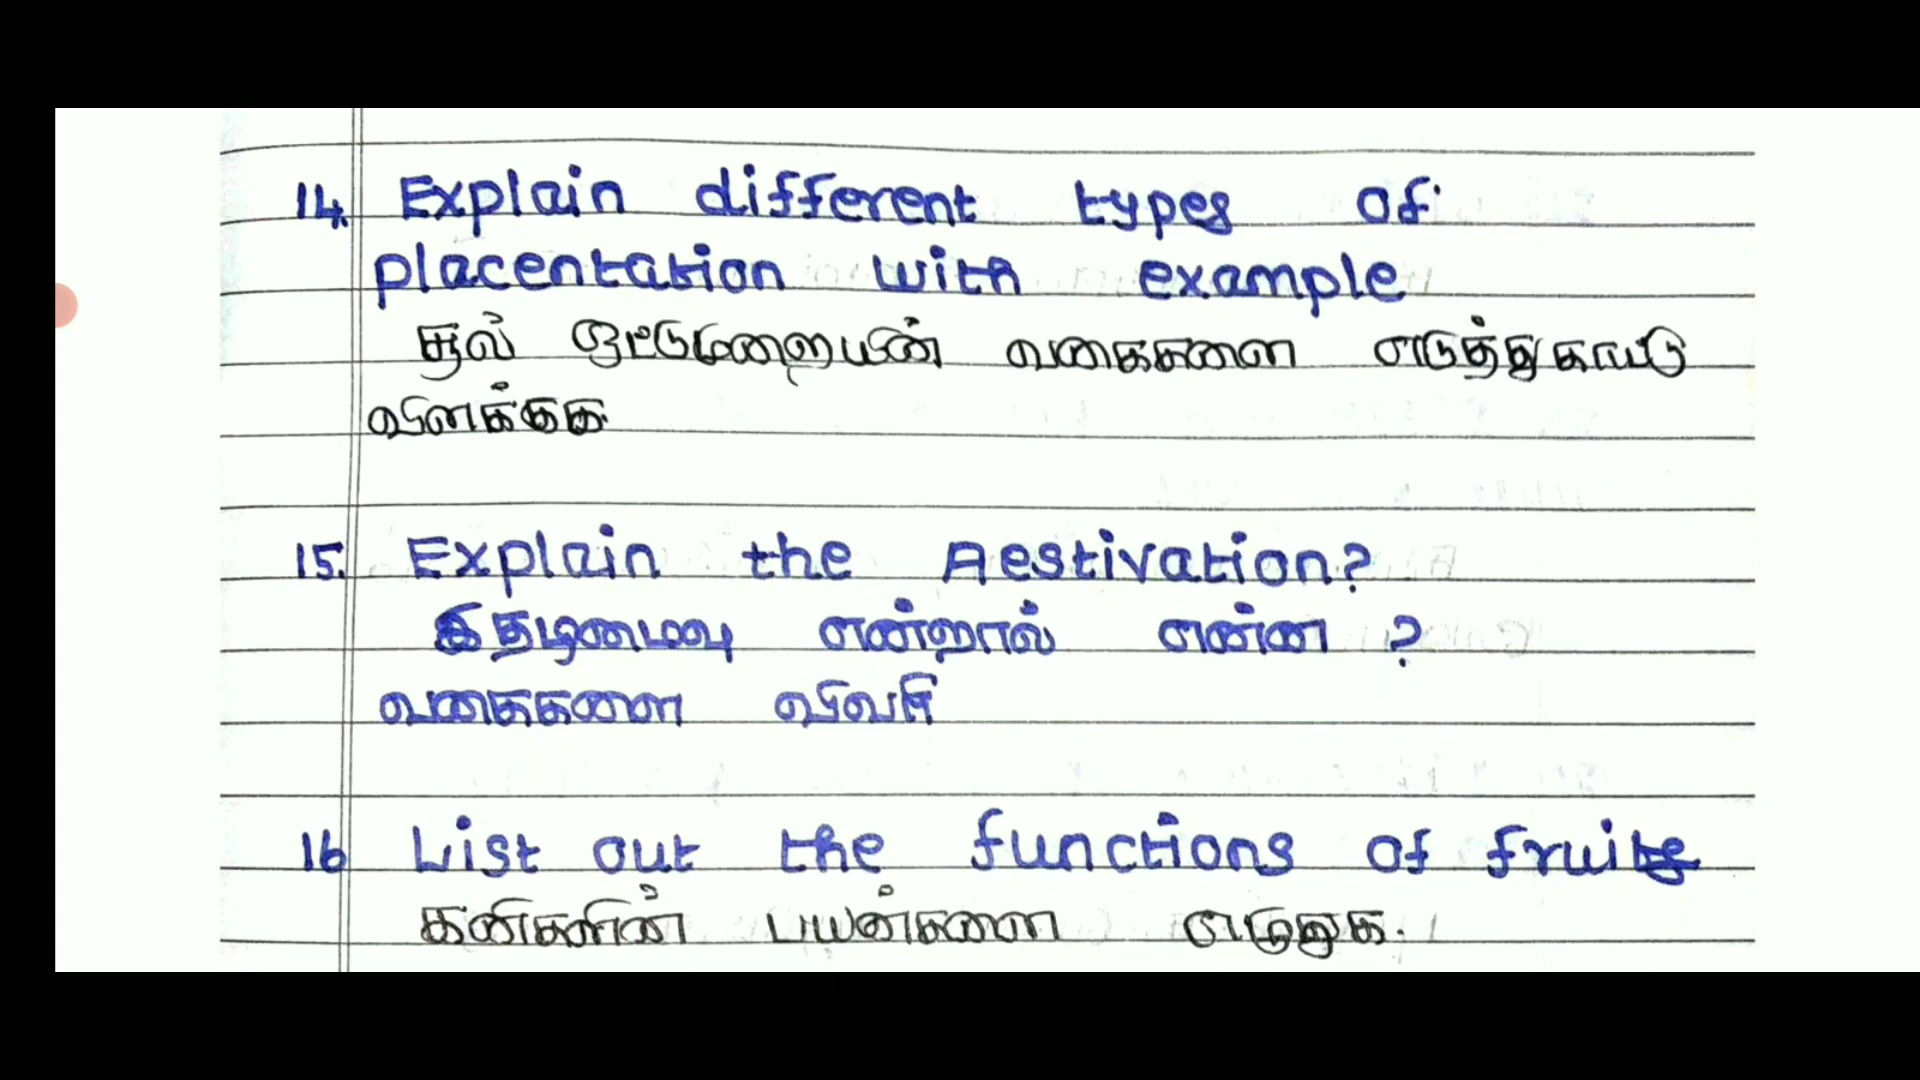 14. Explain different types of
placentation with example
சூல் ஒட்டுமுறையின் வகைகளை எடுத்துகாட்டு
விளக்குக
15. Explain the Aestivation?
இதழமைவு என்றால் என்ன ?
வகைகளை விவரி
16 List out the functions of fruits
கனிகளின் பயன்களை எழுதுக.